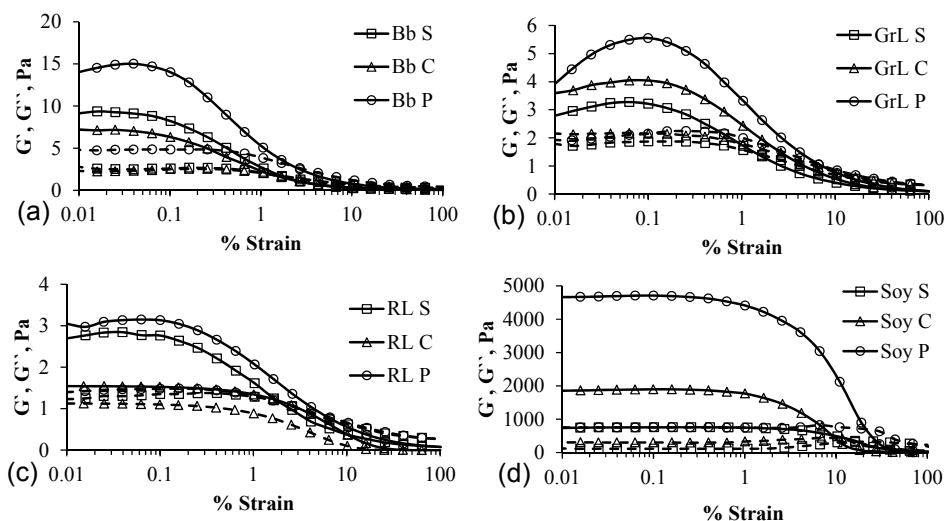 20
15
10
5
0
G`, G``, Pa
0.01 0.1 1 10 100
% Strain
Bb S
Bb C
Bb P
(a)
6
5
4
3
2
1
0
G`, G``, Pa
0.01 0.1 1 10 100
% Strain
GrL S
GrL C
GrL P
(b)
4
3
2
1
0
G`, G``, Pa
0.01 0.1 1 10 100
% Strain
RL S
RL C
RL P
(c)
5000
4000
3000
2000
1000
0
G`, G``, Pa
0.01 0.1 1 10 100
% Strain
Soy S
Soy C
Soy P
(d)